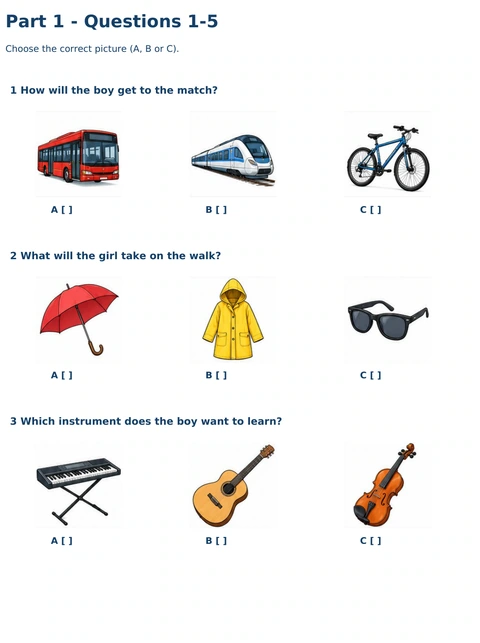 Part 1 - Questions 1-5
Choose the correct picture (A, B or C).
1 How will the boy get to the match?
A [ ] B [ ] C [ ]
2 What will the girl take on the walk?
A [ ] B [ ] C [ ]
3 Which instrument does the boy want to learn?
A [ ] B [ ] C [ ]